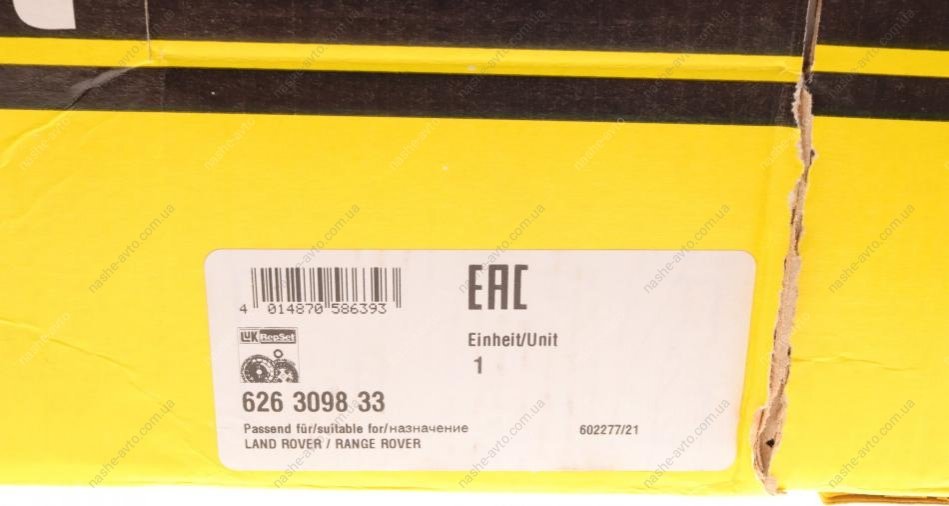 EAC
4 014870 586393
LUK RepSet
Einheit/Unit
1
626 3098 33
Passend für/suitable for/назначение
602277/21
LAND ROVER / RANGE ROVER
nashe-avto.com.ua